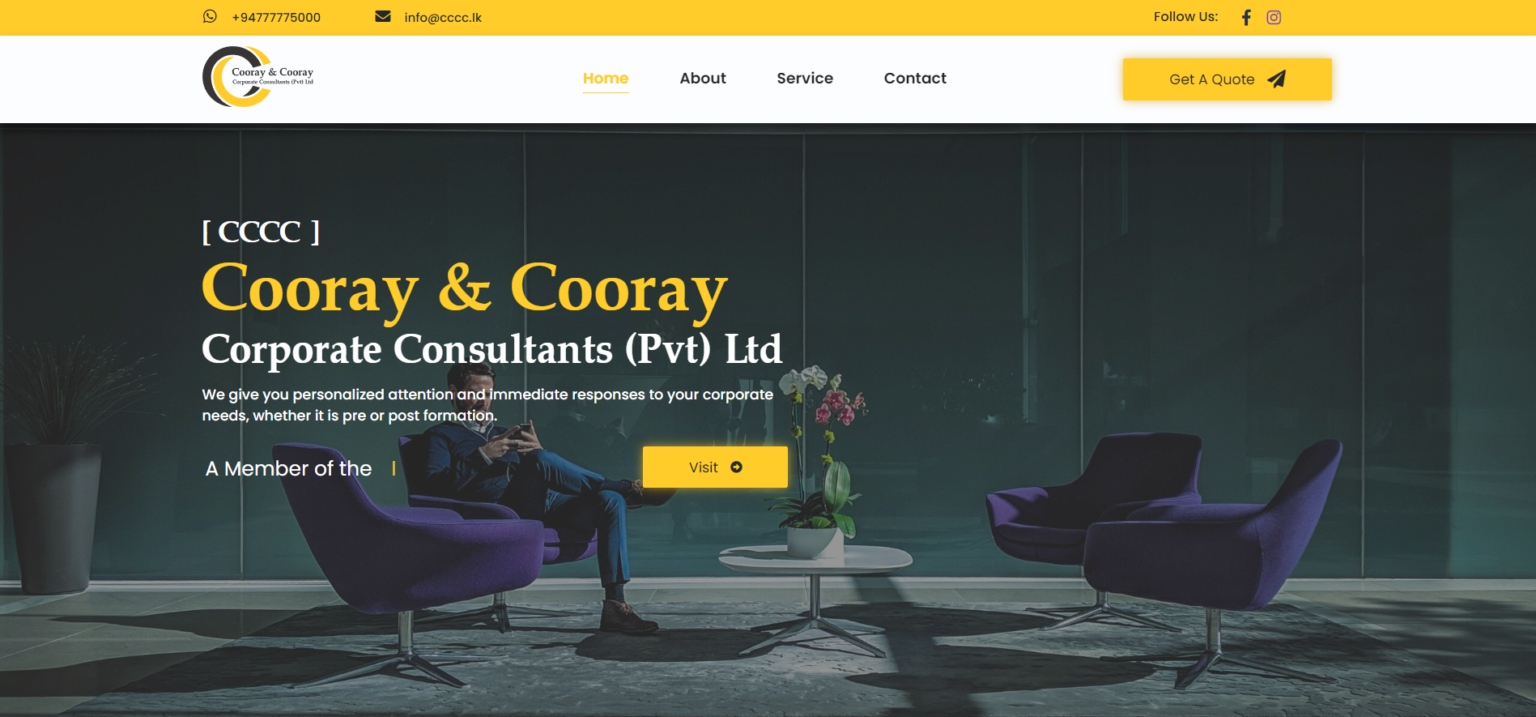 +94777775000 info@cccc.lk Follow Us:
Cooray & Cooray
Corporate Consultants (Pvt) Ltd
Home About Service Contact
Get A Quote
[ CCCC ]
Cooray & Cooray
Corporate Consultants (Pvt) Ltd
We give you personalized attention and immediate responses to your corporate
needs, whether it is pre or post formation.
A Member of the
Visit